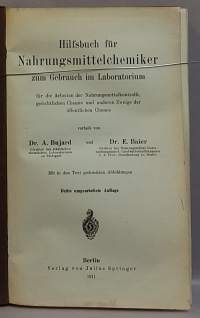 Hilfsbuch für
Nahrungsmittelchemiker
zum Gebrauch im Laboratorium
für die Arbeiten der Nahrungsmittelkontrolle,
gerichtlichen Chemie und anderen Zweige der
öffentlichen Chemie
verfaßt von
Dr. A. Bujard und Dr. E. Baier
Mit in den Text gedruckten Abbildungen
Dritte umgearbeitete Auflage
Berlin
Verlag von Julius Springer
1911